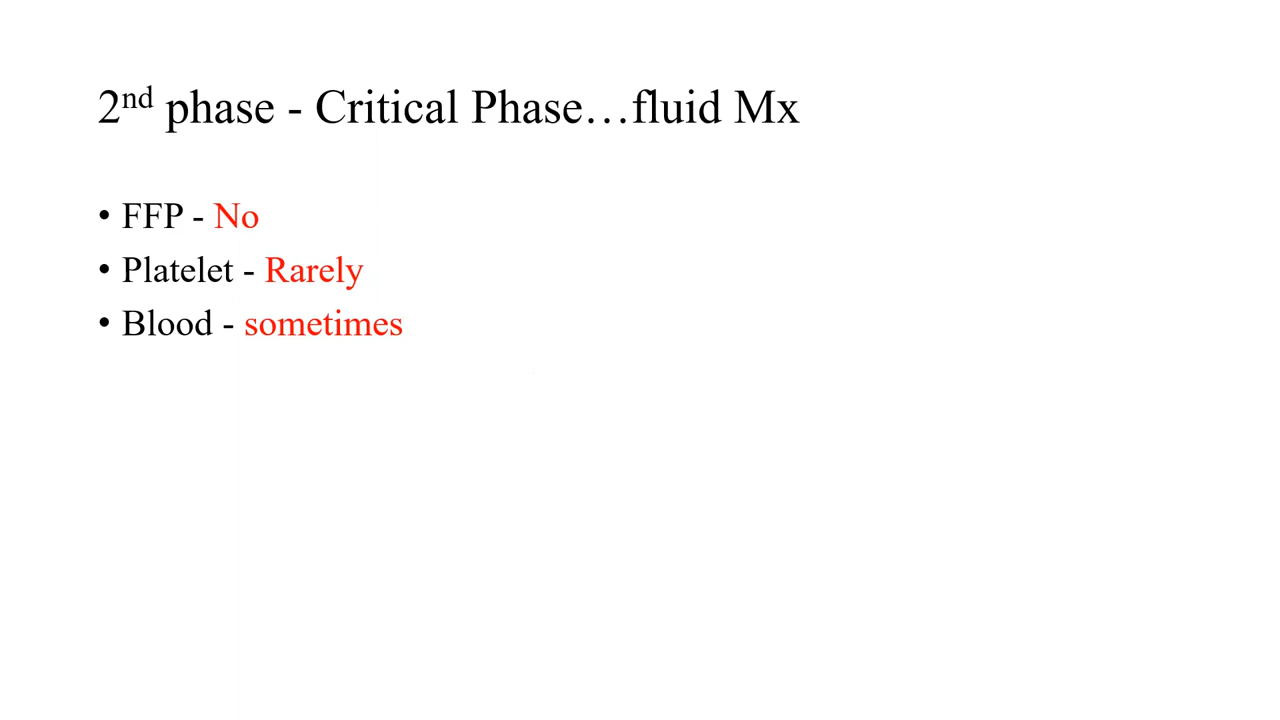 2nd phase - Critical Phase…fluid Mx
• FFP - No
• Platelet - Rarely
• Blood - sometimes